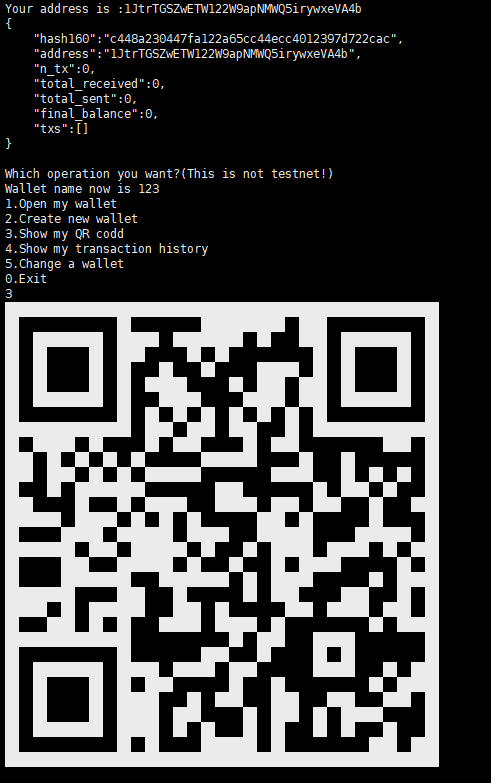 Your address is :1JtrTGSZwETW122W9apNMWQ5irywxeVA4b
{
    "hash160":"c448a230447fa122a65cc44ecc4012397d722cac",
    "address":"1JtrTGSZwETW122W9apNMWQ5irywxeVA4b",
    "n_tx":0,
    "total_received":0,
    "total_sent":0,
    "final_balance":0,
    "txs":[]
}
Which operation you want?(This is not testnet!)
Wallet name now is 123
1.Open my wallet
2.Create new wallet
3.Show my QR codd
4.Show my transaction history
5.Change a wallet
0.Exit
3